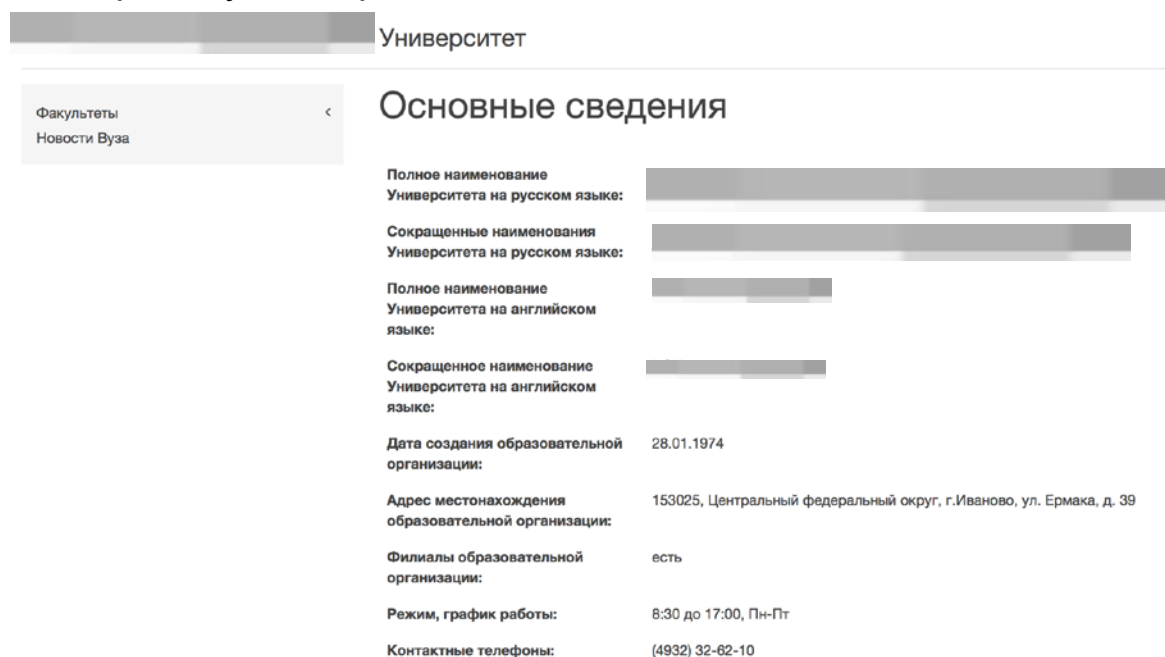 Университет
Факультеты <
Новости Вуза
Основные сведения
Полное наименование
Университета на русском языке:
Сокращенные наименования
Университета на русском языке:
Полное наименование
Университета на английском
языке:
Сокращенное наименование
Университета на английском
языке:
Дата создания образовательной
организации:
28.01.1974
Адрес местонахождения
образовательной организации:
153025, Центральный федеральный округ, г.Иваново, ул. Ермака, д. 39
Филиалы образовательной
организации:
есть
Режим, график работы:
8:30 до 17:00, Пн-Пт
Контактные телефоны:
(4932) 32-62-10